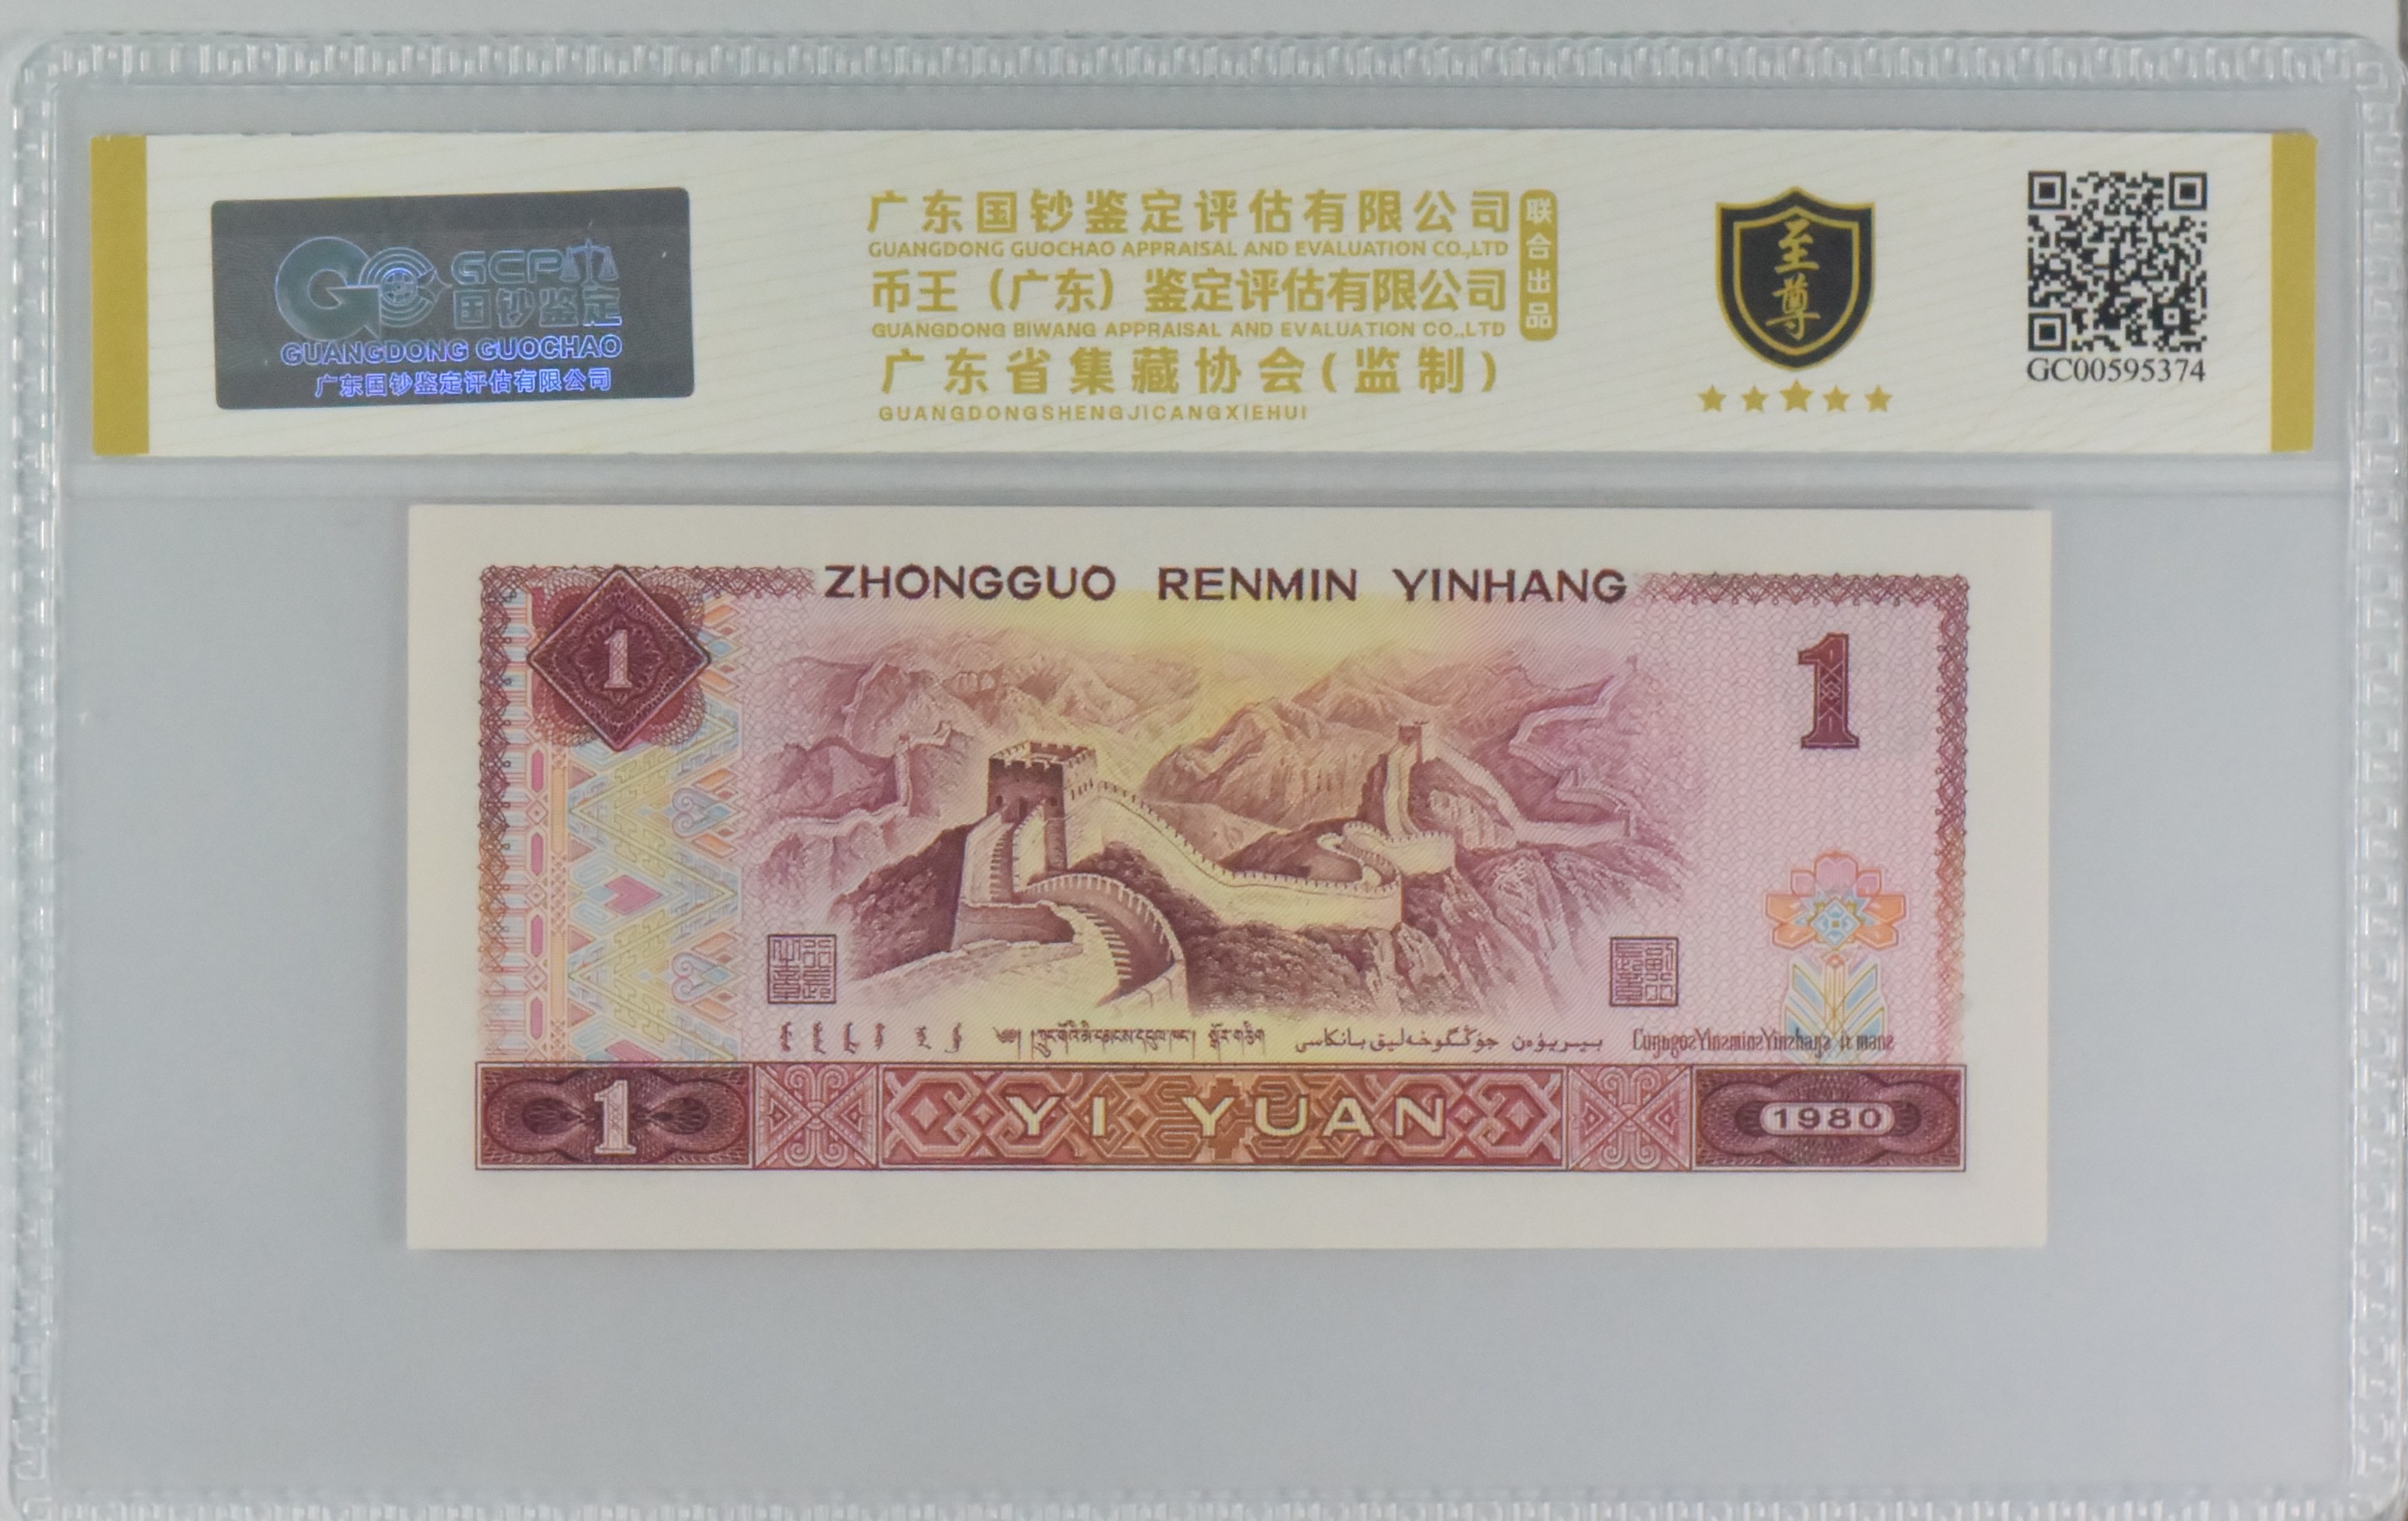 GCP
国钞鉴定
GUANGDONG GUOCHAO
广东国钞鉴定评估有限公司
广东国钞鉴定评估有限公司
GUANGDONG GUOCHAO APPRAISAL AND EVALUATION CO.,LTD
币王（广东）鉴定评估有限公司
GUANGDONG BIWANG APPRAISAL AND EVALUATION CO.,LTD
广东省集藏协会(监制)
GUANGDONGSHENGJICANGXIEHUI
联合出品
至尊
GC00595374
ZHONGGUO RENMIN YINHANG
1
1
1
YI YUAN
1980